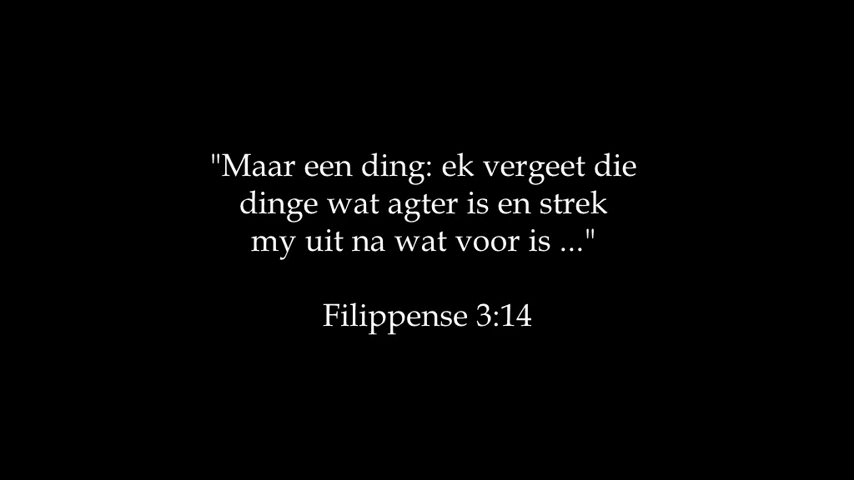 "Maar een ding: ek vergeet die
dinge wat agter is en strek
my uit na wat voor is ..."
Filippense 3:14